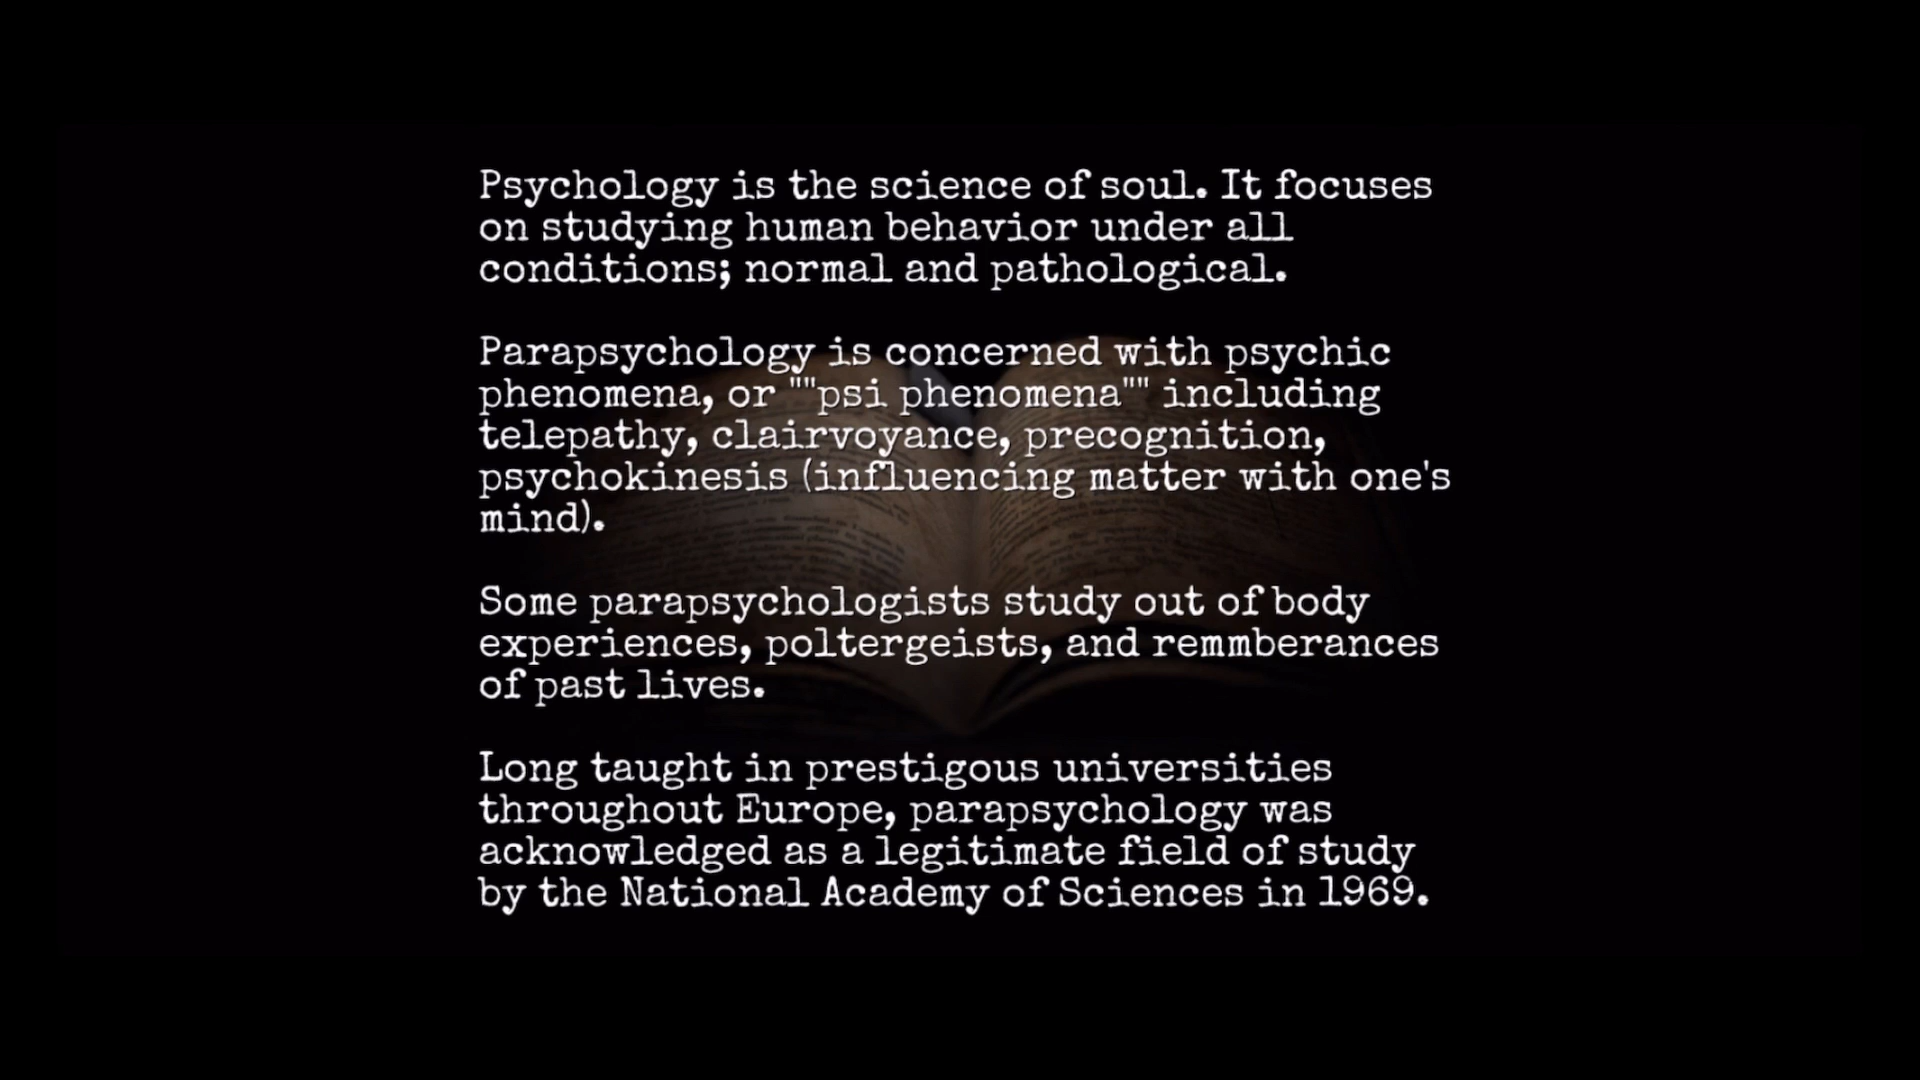 Psychology is the science of soul. It focuses
on studying human behavior under all
conditions; normal and pathological.
Parapsychology is concerned with psychic
phenomena, or ""psi phenomena"" including
telepathy, clairvoyance, precognition,
psychokinesis (influencing matter with one's
mind).
Some parapsychologists study out of body
experiences, poltergeists, and remmberances
of past lives.
Long taught in prestigous universities
throughout Europe, parapsychology was
acknowledged as a legitimate field of study
by the National Academy of Sciences in 1969.